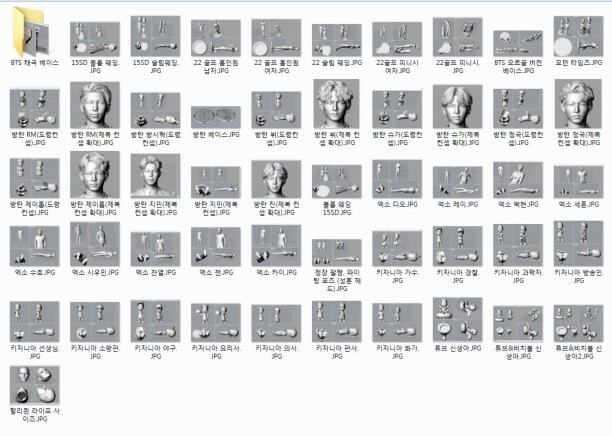 BTS 태극 베이스
15SD 볼륨 웨딩.
JPG
15SD 슬림웨딩.
JPG
22 골프 홀인원
남자.JPG
22 골프 홀인원
여자.JPG
22 슬림 웨딩.JPG
22골프 피니시
여자.JPG
22골프 피니시.
JPG
BTS 오르골 버전
베이스.JPG
모던 타임즈.JPG
방탄 RM(도령컨
셉).JPG
방탄 RM(제복 컨
셉 확대).JPG
방탄 방시혁(도령
컨셉).JPG
방탄 베이스.JPG
방탄 뷔(도령컨
셉).JPG
방탄 뷔(제복 컨
셉 확대).JPG
방탄 슈가(도령컨
셉).JPG
방탄 슈가(제복 컨
셉 확대).JPG
방탄 정국(도령컨
셉).JPG
방탄 정국(제복 컨
셉 확대).JPG
방탄 제이홉(도령
컨셉).JPG
방탄 제이홉(제복
컨셉 확대).JPG
방탄 지민(제복
컨셉 확대).JPG
방탄 지민(제복
컨셉).JPG
방탄 진(제복 컨
셉 확대).JPG
볼륨 웨딩
15SD.JPG
엑소 디오.JPG
엑소 레이.JPG
엑소 백현.JPG
엑소 세훈.JPG
엑소 수호.JPG
엑소 시우민.JPG
엑소 찬열.JPG
엑소 첸.JPG
엑소 카이.JPG
정장 팔짱, 파이
팅 포즈 (성훈 헤
드).JPG
키자니아 가수.
JPG
키자니아 경찰.
JPG
키자니아 과학자.
JPG
키자니아 방송인.
JPG
키자니아 선생님.
JPG
키자니아 소방관.
JPG
키자니아 야구.
JPG
키자니아 요리사.
JPG
키자니아 의사.
JPG
키자니아 판사.
JPG
키자니아 화가.
JPG
튜브 신생아.JPG
튜브&비치볼 신
생아.JPG
튜브&비치볼 신
생아2.JPG
할리퀸 라이프 사
이즈.JPG